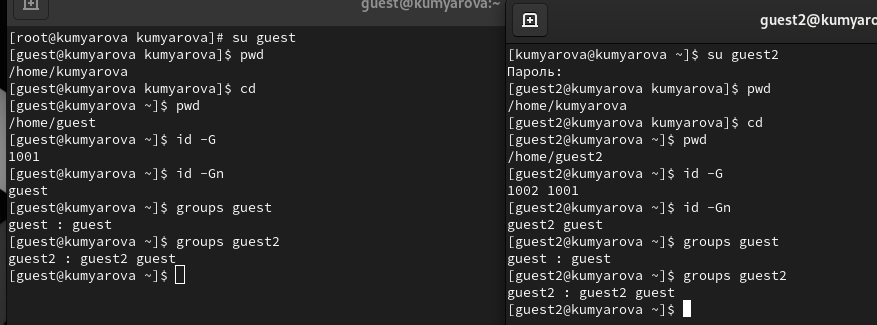 guest@kumyarova:~
[root@kumyarova kumyarova]# su guest
[guest@kumyarova kumyarova]$ pwd
/home/kumyarova
[guest@kumyarova kumyarova]$ cd
[guest@kumyarova ~]$ pwd
/home/guest
[guest@kumyarova ~]$ id -G
1001
[guest@kumyarova ~]$ id -Gn
guest
[guest@kumyarova ~]$ groups guest
guest : guest
[guest@kumyarova ~]$ groups guest2
guest2 : guest2 guest
[guest@kumyarova ~]$
guest2@kumyaro
[kumyarova@kumyarova ~]$ su guest2
Пароль:
[guest2@kumyarova kumyarova]$ pwd
/home/kumyarova
[guest2@kumyarova kumyarova]$ cd
[guest2@kumyarova ~]$ pwd
/home/guest2
[guest2@kumyarova ~]$ id -G
1002 1001
[guest2@kumyarova ~]$ id -Gn
guest2 guest
[guest2@kumyarova ~]$ groups guest
guest : guest
[guest2@kumyarova ~]$ groups guest2
guest2 : guest2 guest
[guest2@kumyarova ~]$